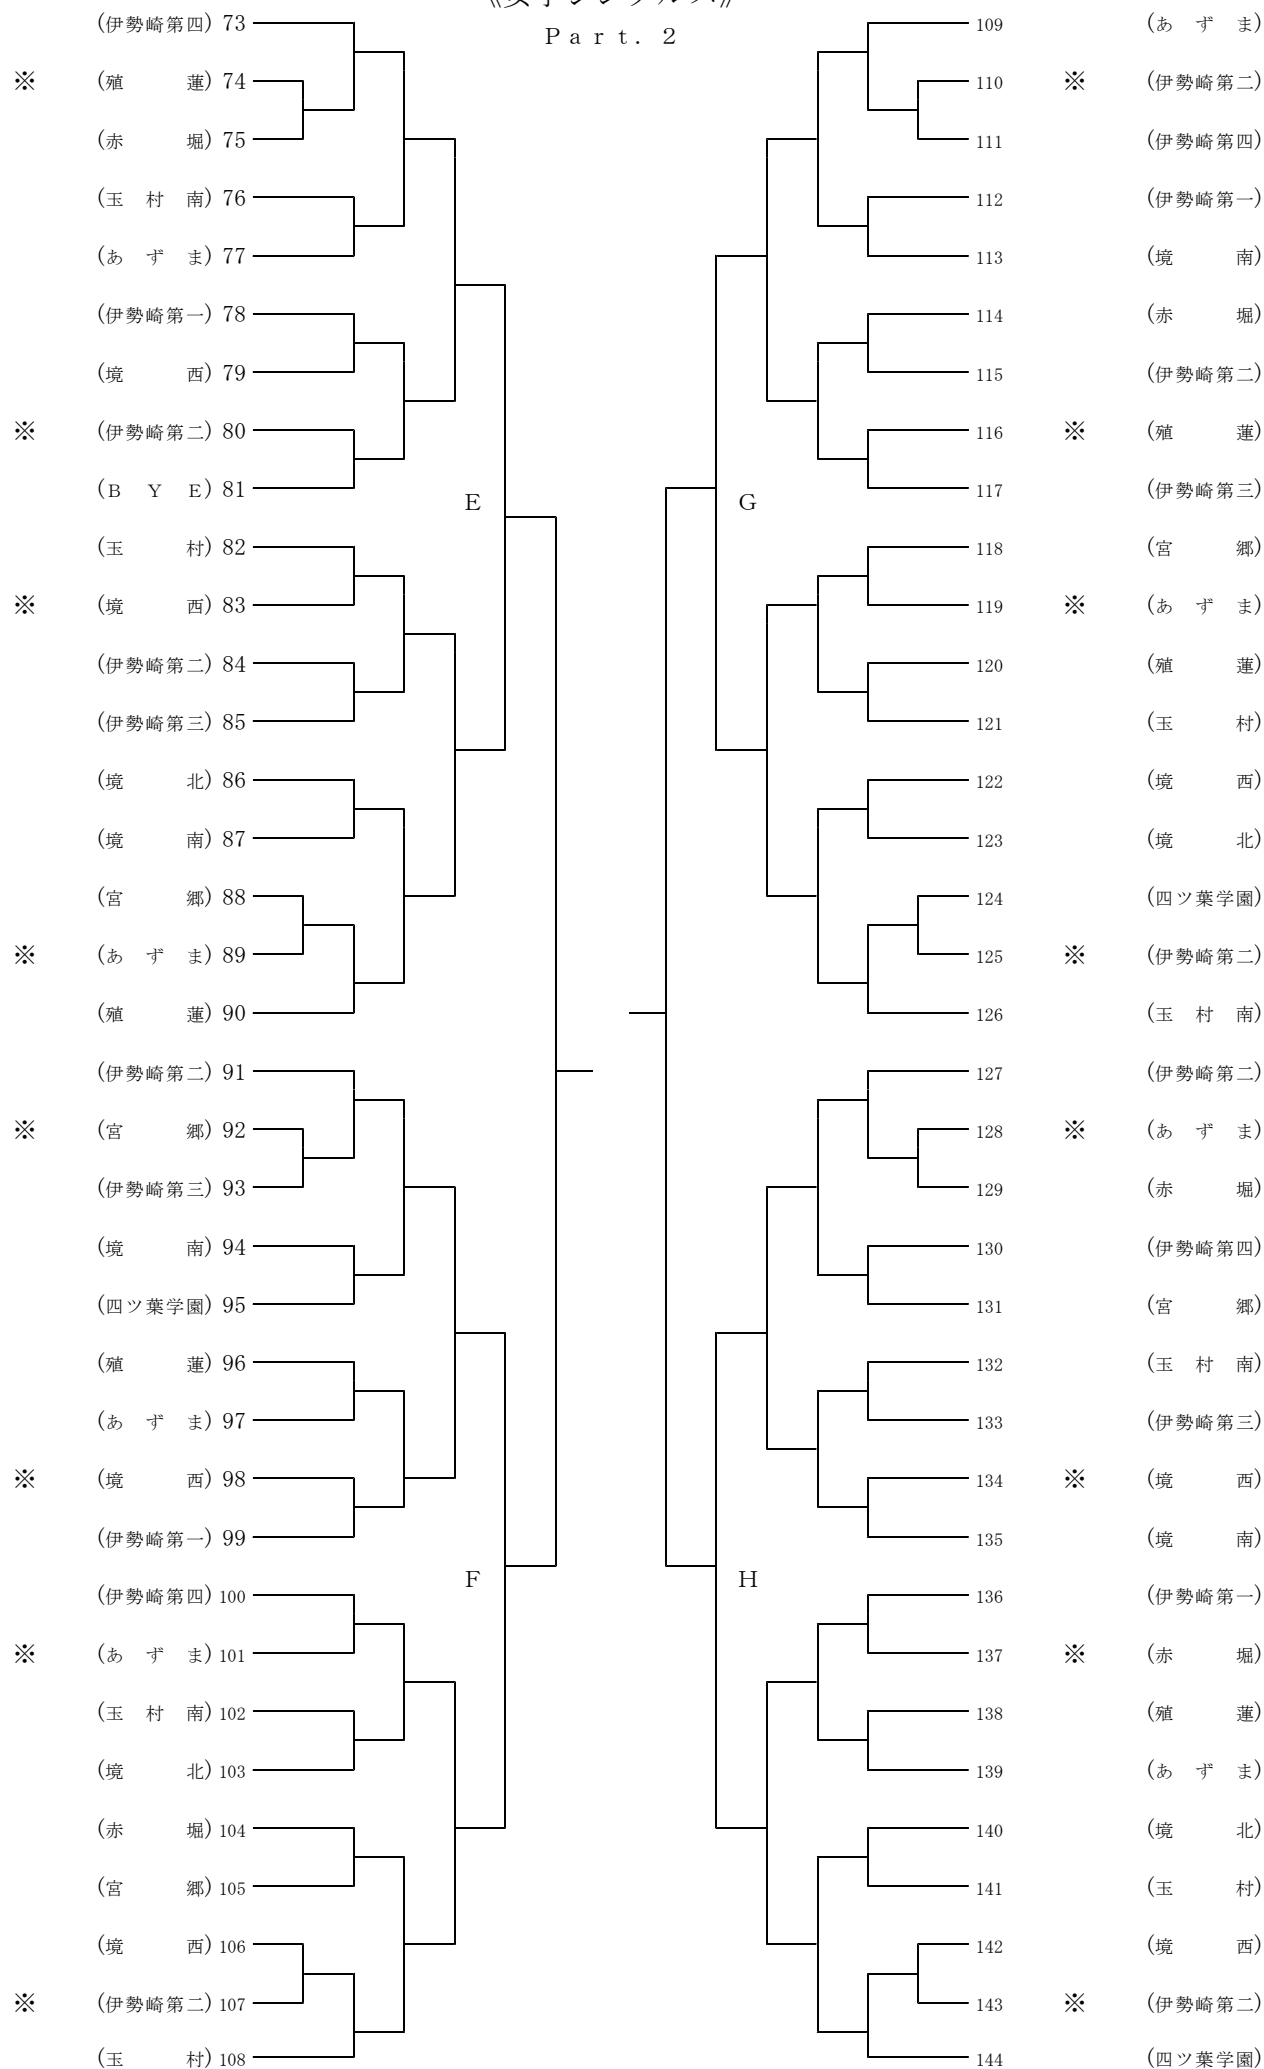 《女子シングルス》
Part. 2
(伊勢崎第四) 73
※ (殖 蓮) 74
(赤 堀) 75
(玉 村 南) 76
(あ ず ま) 77
(伊勢崎第一) 78
(境 西) 79
※ (伊勢崎第二) 80
(B Y E) 81
E
(玉 村) 82
※ (境 西) 83
(伊勢崎第二) 84
(伊勢崎第三) 85
(境 北) 86
(境 南) 87
(宮 郷) 88
※ (あ ず ま) 89
(殖 蓮) 90
(伊勢崎第二) 91
※ (宮 郷) 92
(伊勢崎第三) 93
(境 南) 94
(四ツ葉学園) 95
(殖 蓮) 96
(あ ず ま) 97
※ (境 西) 98
(伊勢崎第一) 99
F
(伊勢崎第四) 100
※ (あ ず ま) 101
(玉 村 南) 102
(境 北) 103
(赤 堀) 104
(宮 郷) 105
(境 西) 106
※ (伊勢崎第二) 107
(玉 村) 108
109 (あ ず ま)
110 ※ (伊勢崎第二)
111 (伊勢崎第四)
112 (伊勢崎第一)
113 (境 南)
114 (赤 堀)
115 (伊勢崎第二)
116 ※ (殖 蓮)
117 (伊勢崎第三)
G
118 (宮 郷)
119 ※ (あ ず ま)
120 (殖 蓮)
121 (玉 村)
122 (境 西)
123 (境 北)
124 (四ツ葉学園)
125 ※ (伊勢崎第二)
126 (玉 村 南)
127 (伊勢崎第二)
128 ※ (あ ず ま)
129 (赤 堀)
130 (伊勢崎第四)
131 (宮 郷)
132 (玉 村 南)
133 (伊勢崎第三)
134 ※ (境 西)
135 (境 南)
H
136 (伊勢崎第一)
137 ※ (赤 堀)
138 (殖 蓮)
139 (あ ず ま)
140 (境 北)
141 (玉 村)
142 (境 西)
143 ※ (伊勢崎第二)
144 (四ツ葉学園)